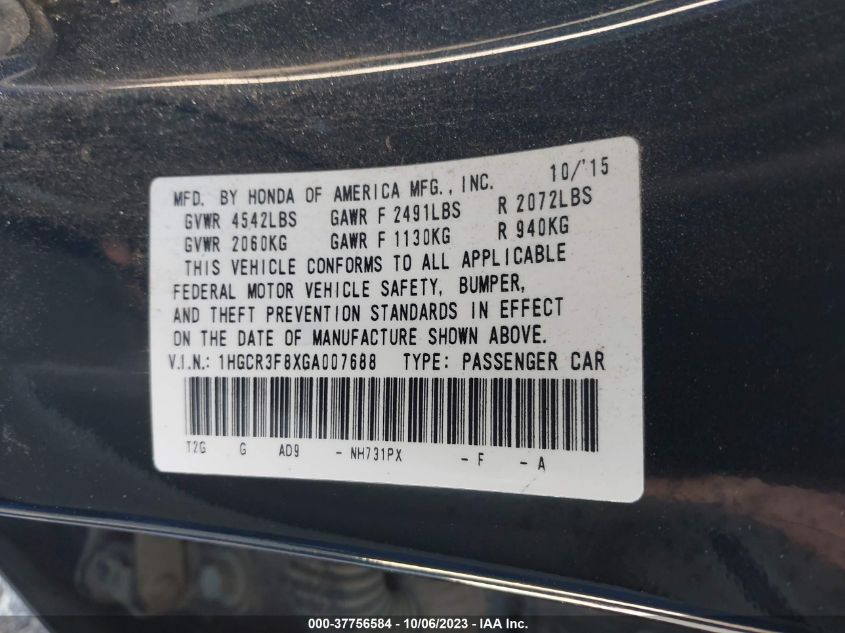 MFD. BY HONDA OF AMERICA MFG., INC. 10/'15
GVWR 4542LBS GAWR F 2491LBS R 2072LBS
GVWR 2060KG GAWR F 1130KG R 940KG
THIS VEHICLE CONFORMS TO ALL APPLICABLE
FEDERAL MOTOR VEHICLE SAFETY, BUMPER,
AND THEFT PREVENTION STANDARDS IN EFFECT
ON THE DATE OF MANUFACTURE SHOWN ABOVE.
V.I.N.: 1HGCR3F8XGA007688 TYPE: PASSENGER CAR
T2G G AD9 - NH731PX - F - A
000-37756584 - 10/06/2023 - IAA Inc.